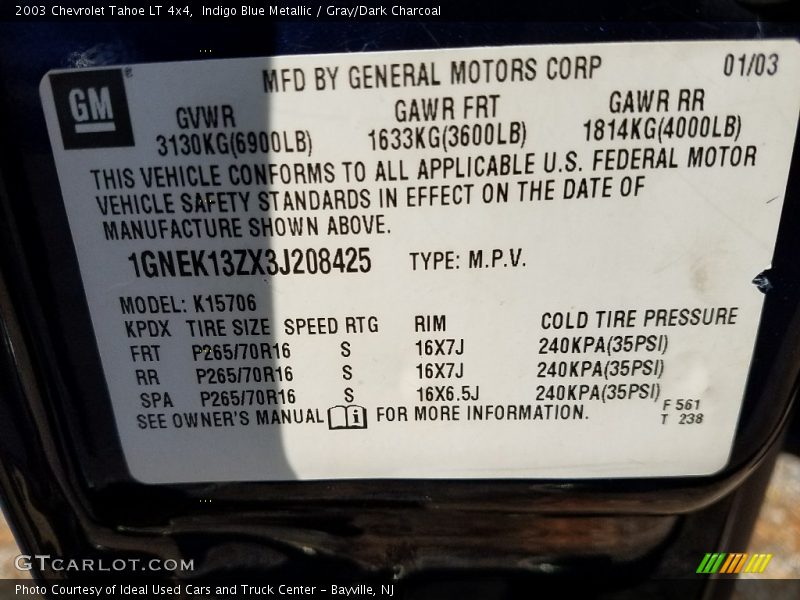 2003 Chevrolet Tahoe LT 4x4,  Indigo Blue Metallic / Gray/Dark Charcoal
GM®
MFD BY GENERAL MOTORS CORP 01/03
GVWR GAWR FRT GAWR RR
3130KG(6900LB) 1633KG(3600LB) 1814KG(4000LB)
THIS VEHICLE CONFORMS TO ALL APPLICABLE U.S. FEDERAL MOTOR
VEHICLE SAFETY STANDARDS IN EFFECT ON THE DATE OF
MANUFACTURE SHOWN ABOVE.
1GNEK13ZX3J208425 TYPE: M.P.V.
MODEL: K15706
KPDX TIRE SIZE SPEED RTG RIM COLD TIRE PRESSURE
FRT P265/70R16 S 16X7J 240KPA(35PSI)
RR P265/70R16 S 16X7J 240KPA(35PSI)
SPA P265/70R16 S 16X6.5J 240KPA(35PSI)
SEE OWNER'S MANUAL i FOR MORE INFORMATION.
F 561
T 238
GTCARLOT.COM
Photo Courtesy of Ideal Used Cars and Truck Center – Bayville, NJ